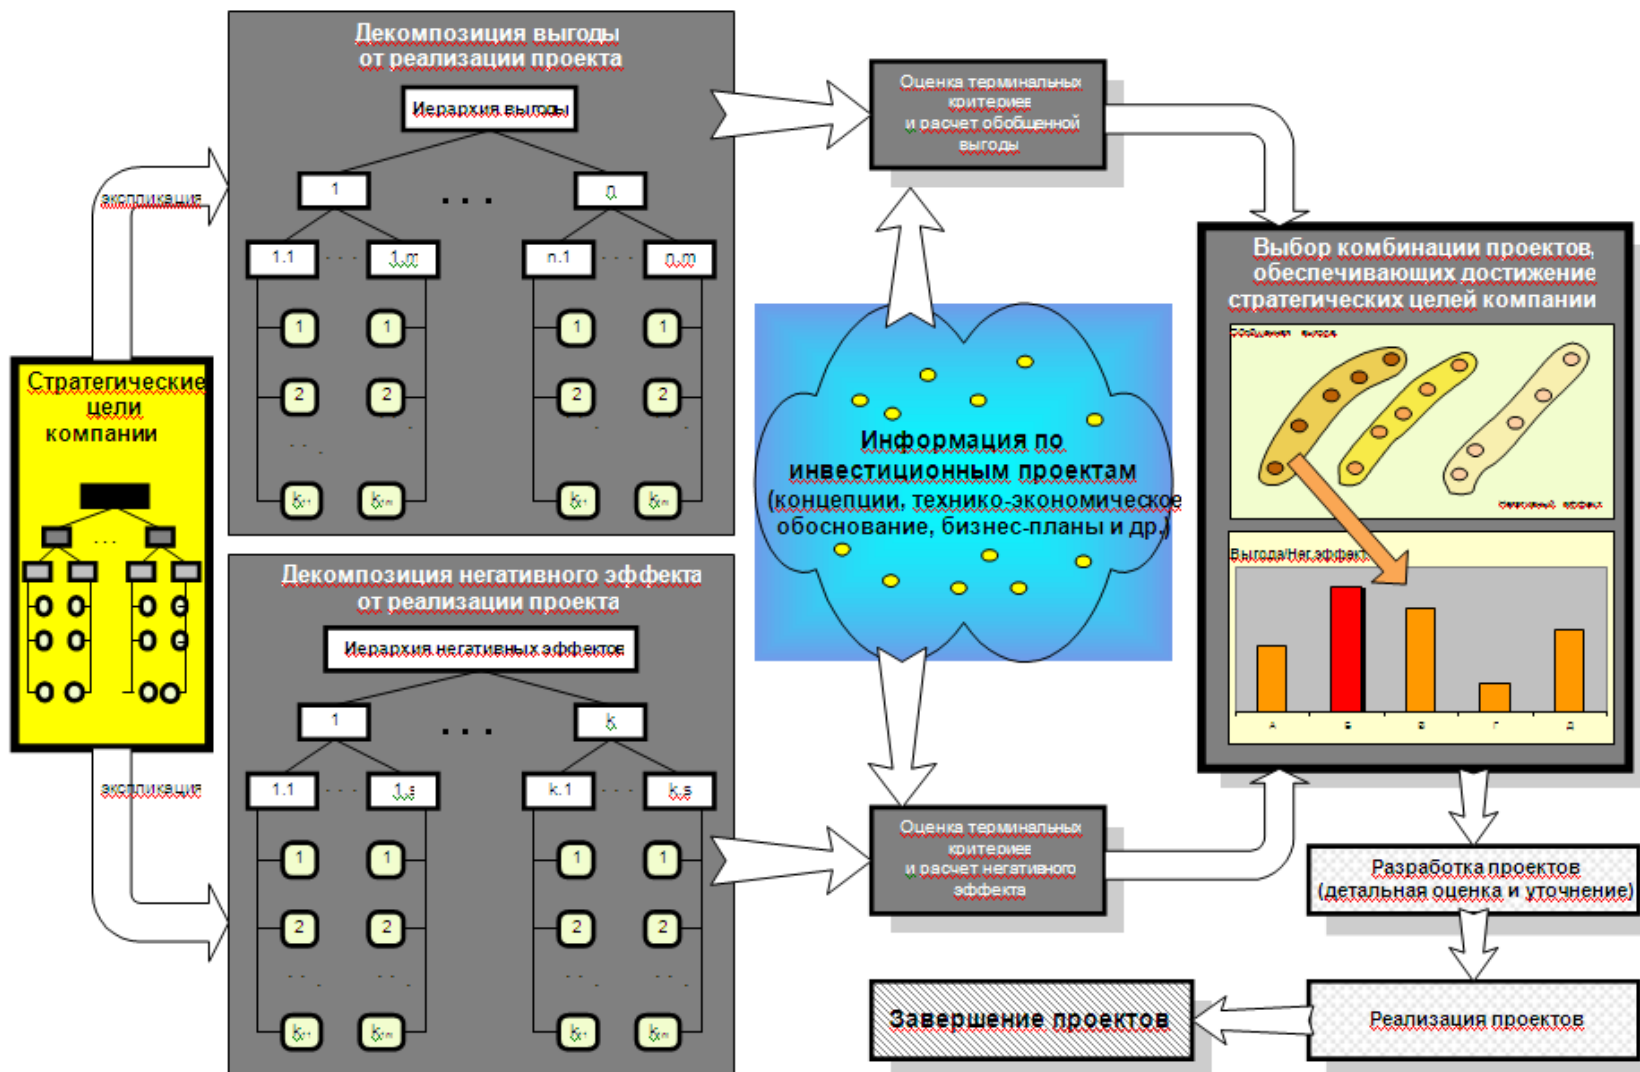 Декомпозиция выгоды
от реализации проекта
Иерархия выгоды
1
. . .
n
1.1
. . .
1.m
n.1
. . .
n.m
1
1
1
1
2
2
2
2
экспликация
Стратегические
цели
компании
. . .
экспликация
Декомпозиция негативного эффекта
от реализации проекта
Иерархия негативных эффектов
1
. . .
k
1.1
. . .
1.s
k.1
. . .
k.s
1
1
1
1
2
2
2
2
Оценка терминальных
критериев
и расчет обобщенной
выгоды
Информация по
инвестиционным проектам
(концепции, технико-экономическое
обоснование, бизнес-планы и др.)
Оценка терминальных
критериев
и расчет негативного
эффекта
Выбор комбинации проектов,
обеспечивающих достижение
стратегических целей компании
Обобщенная выгода
Негативный эффект
Выгода/Нег.эффект
А
Б
В
Г
Д
Разработка проектов
(детальная оценка и уточнение)
Реализация проектов
Завершение проектов